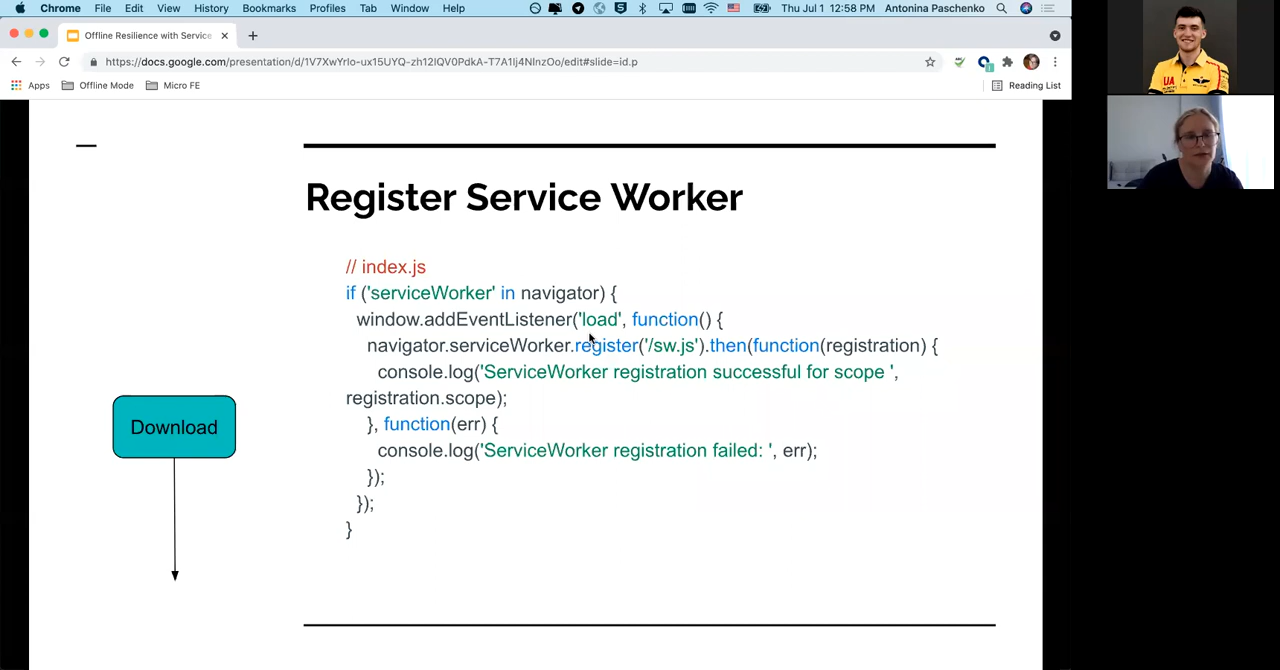 Chrome File Edit View History Bookmarks Profiles Tab Window Help Thu Jul 1 12:58 PM Antonina Paschenko
Offline Resilience with Service
https://docs.google.com/presentation/d/1V7XwYrIo-ux15UYQ-zh12IQV0PdkA-T7A1Ij4NInzOo/edit#slide=id.p
Apps Offline Mode Micro FE Reading List
Register Service Worker
// index.js
if ('serviceWorker' in navigator) {
window.addEventListener('load', function() {
navigator.serviceWorker.register('/sw.js').then(function(registration) {
console.log('ServiceWorker registration successful for scope ',
registration.scope);
}, function(err) {
console.log('ServiceWorker registration failed: ', err);
});
});
}
Download
UA